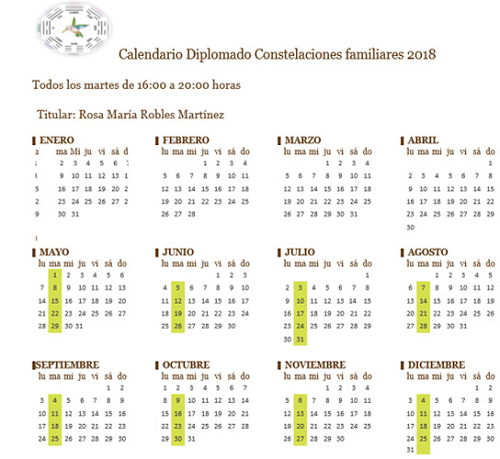 Calendario Diplomado Constelaciones familiares 2018
Todos los martes de 16:00 a 20:00 horas
Titular: Rosa María Robles Martínez
ENERO
ma Mi ju vi sá d
2 3 4 5 6
9 10 11 12 13 1
16 17 18 19 20 2
23 24 25 26 27 2
30 31
FEBRERO
lu ma mi ju vi sá do
1 2 3 4
5 6 7 8 9 10 11
12 13 14 15 16 17 18
19 20 21 22 23 24 25
26 27 28
MARZO
lu ma mi ju vi sá do
1 2 3 4
5 6 7 8 9 10 11
12 13 14 15 16 17 18
19 20 21 22 23 24 25
26 27 28 29 30 31
ABRIL
lu ma mi ju vi sá do
1
2 3 4 5 6 7 8
9 10 11 12 13 14 15
16 17 18 19 20 21 22
23 24 25 26 27 28 29
30
MAYO
lu ma mi ju vi sá do
1 2 3 4 5 6
7 8 9 10 11 12 13
14 15 16 17 18 19 20
21 22 23 24 25 26 27
28 29 30 31
JUNIO
lu ma mi ju vi sá do
1 2 3
4 5 6 7 8 9 10
11 12 13 14 15 16 17
18 19 20 21 22 23 24
25 26 27 28 29 30
JULIO
lu ma mi ju vi sá do
1
2 3 4 5 6 7 8
9 10 11 12 13 14 15
16 17 18 19 20 21 22
23 24 25 26 27 28 29
30 31
AGOSTO
lu ma mi ju vi sá do
1 2 3 4 5
6 7 8 9 10 11 12
13 14 15 16 17 18 19
20 21 22 23 24 25 26
27 28 29 30 31
SEPTIEMBRE
lu ma mi ju vi sá do
1 2
3 4 5 6 7 8 9
10 11 12 13 14 15 16
17 18 19 20 21 22 23
24 25 26 27 28 29 30
OCTUBRE
lu ma mi ju vi sá do
1 2 3 4 5 6 7
8 9 10 11 12 13 14
15 16 17 18 19 20 21
22 23 24 25 26 27 28
29 30 31
NOVIEMBRE
lu ma mi ju vi sá do
1 2 3 4
5 6 7 8 9 10 11
12 13 14 15 16 17 18
19 20 21 22 23 24 25
26 27 28 29 30
DICIEMBRE
lu ma mi ju vi sá do
1 2
3 4 5 6 7 8 9
10 11 12 13 14 15 16
17 18 19 20 21 22 23
24 25 26 27 28 29 30
31